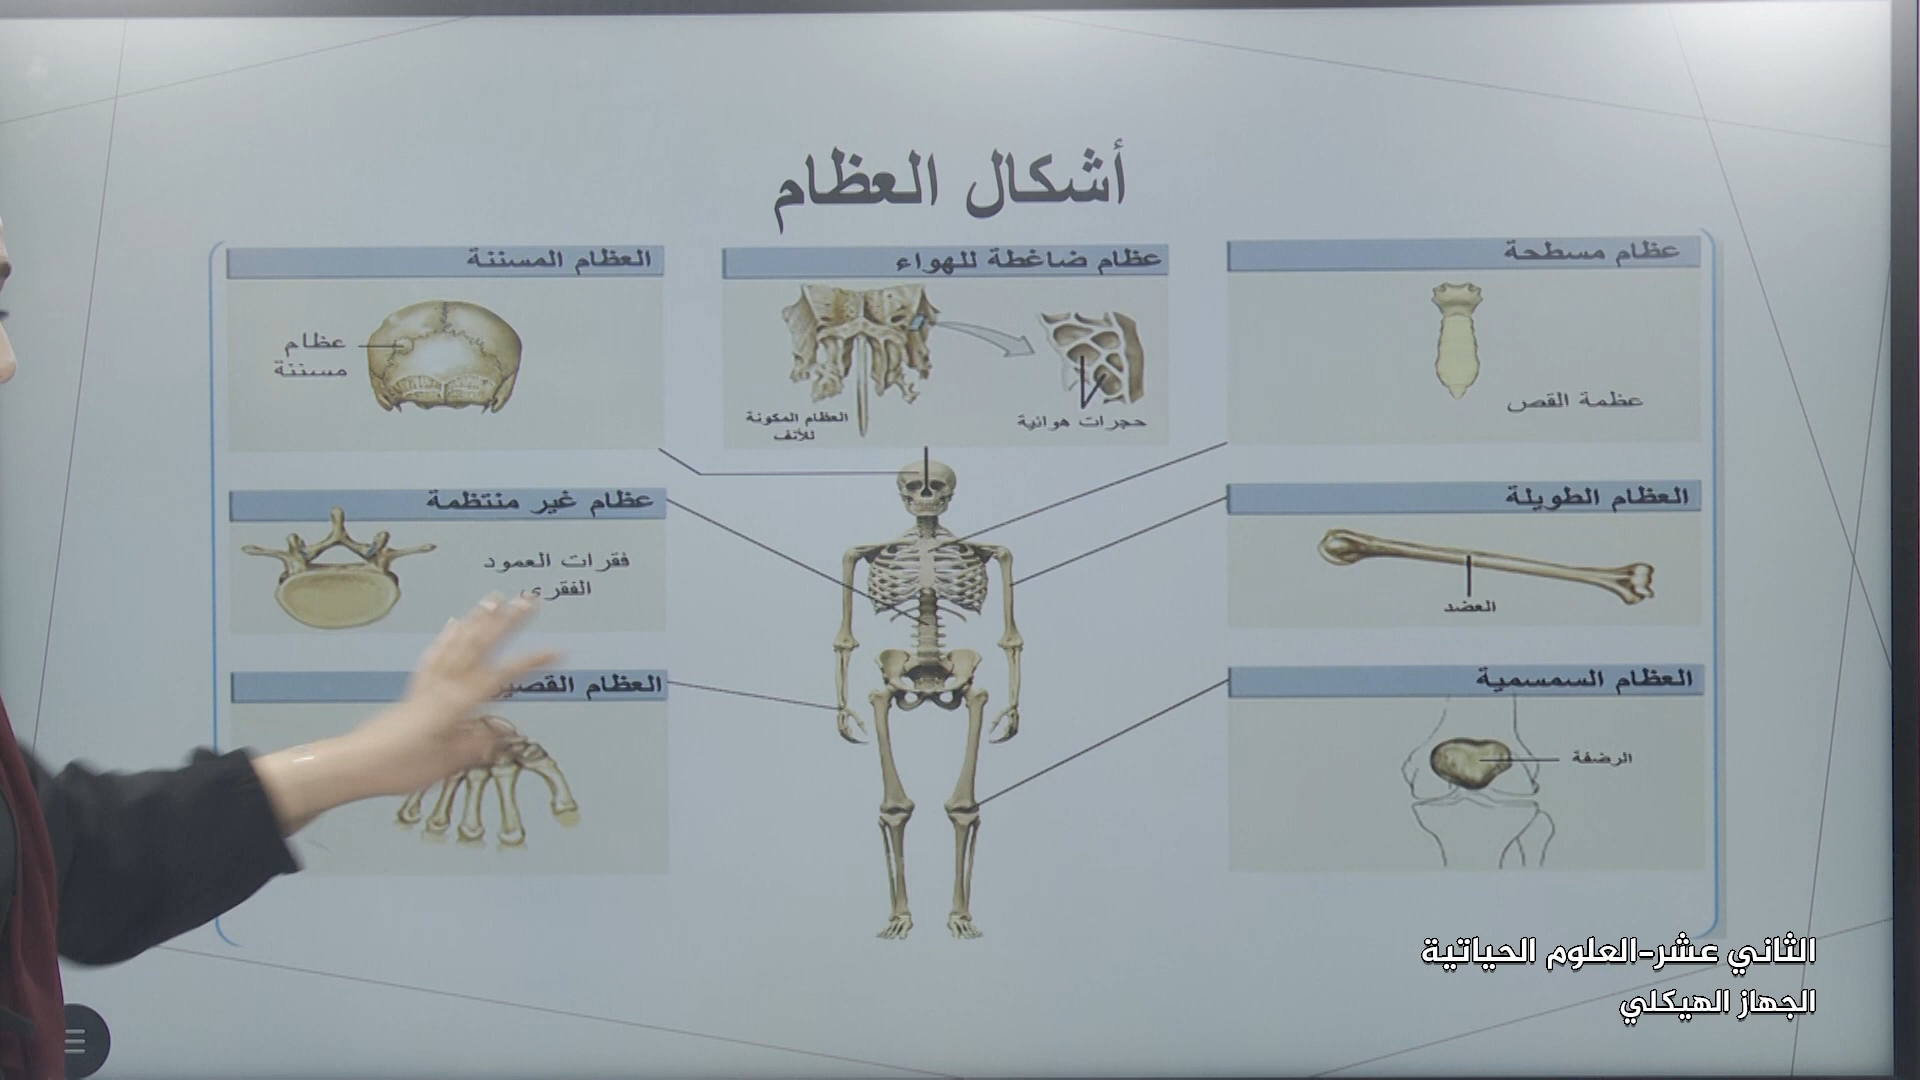 أشكال العظام
عظام مسطحة
عظمة القص
عظام ضاغطة للهواء
العظام المكونة
للأنف
حجرات هوائية
العظام المسننة
عظام
مسننة
العظام الطويلة
العضد
عظام غير منتظمة
فقرات العمود
الفقري
العظام السمسمية
الرضفة
العظام
الثاني عشر-العلوم الحياتية
الجهاز الهيكلي